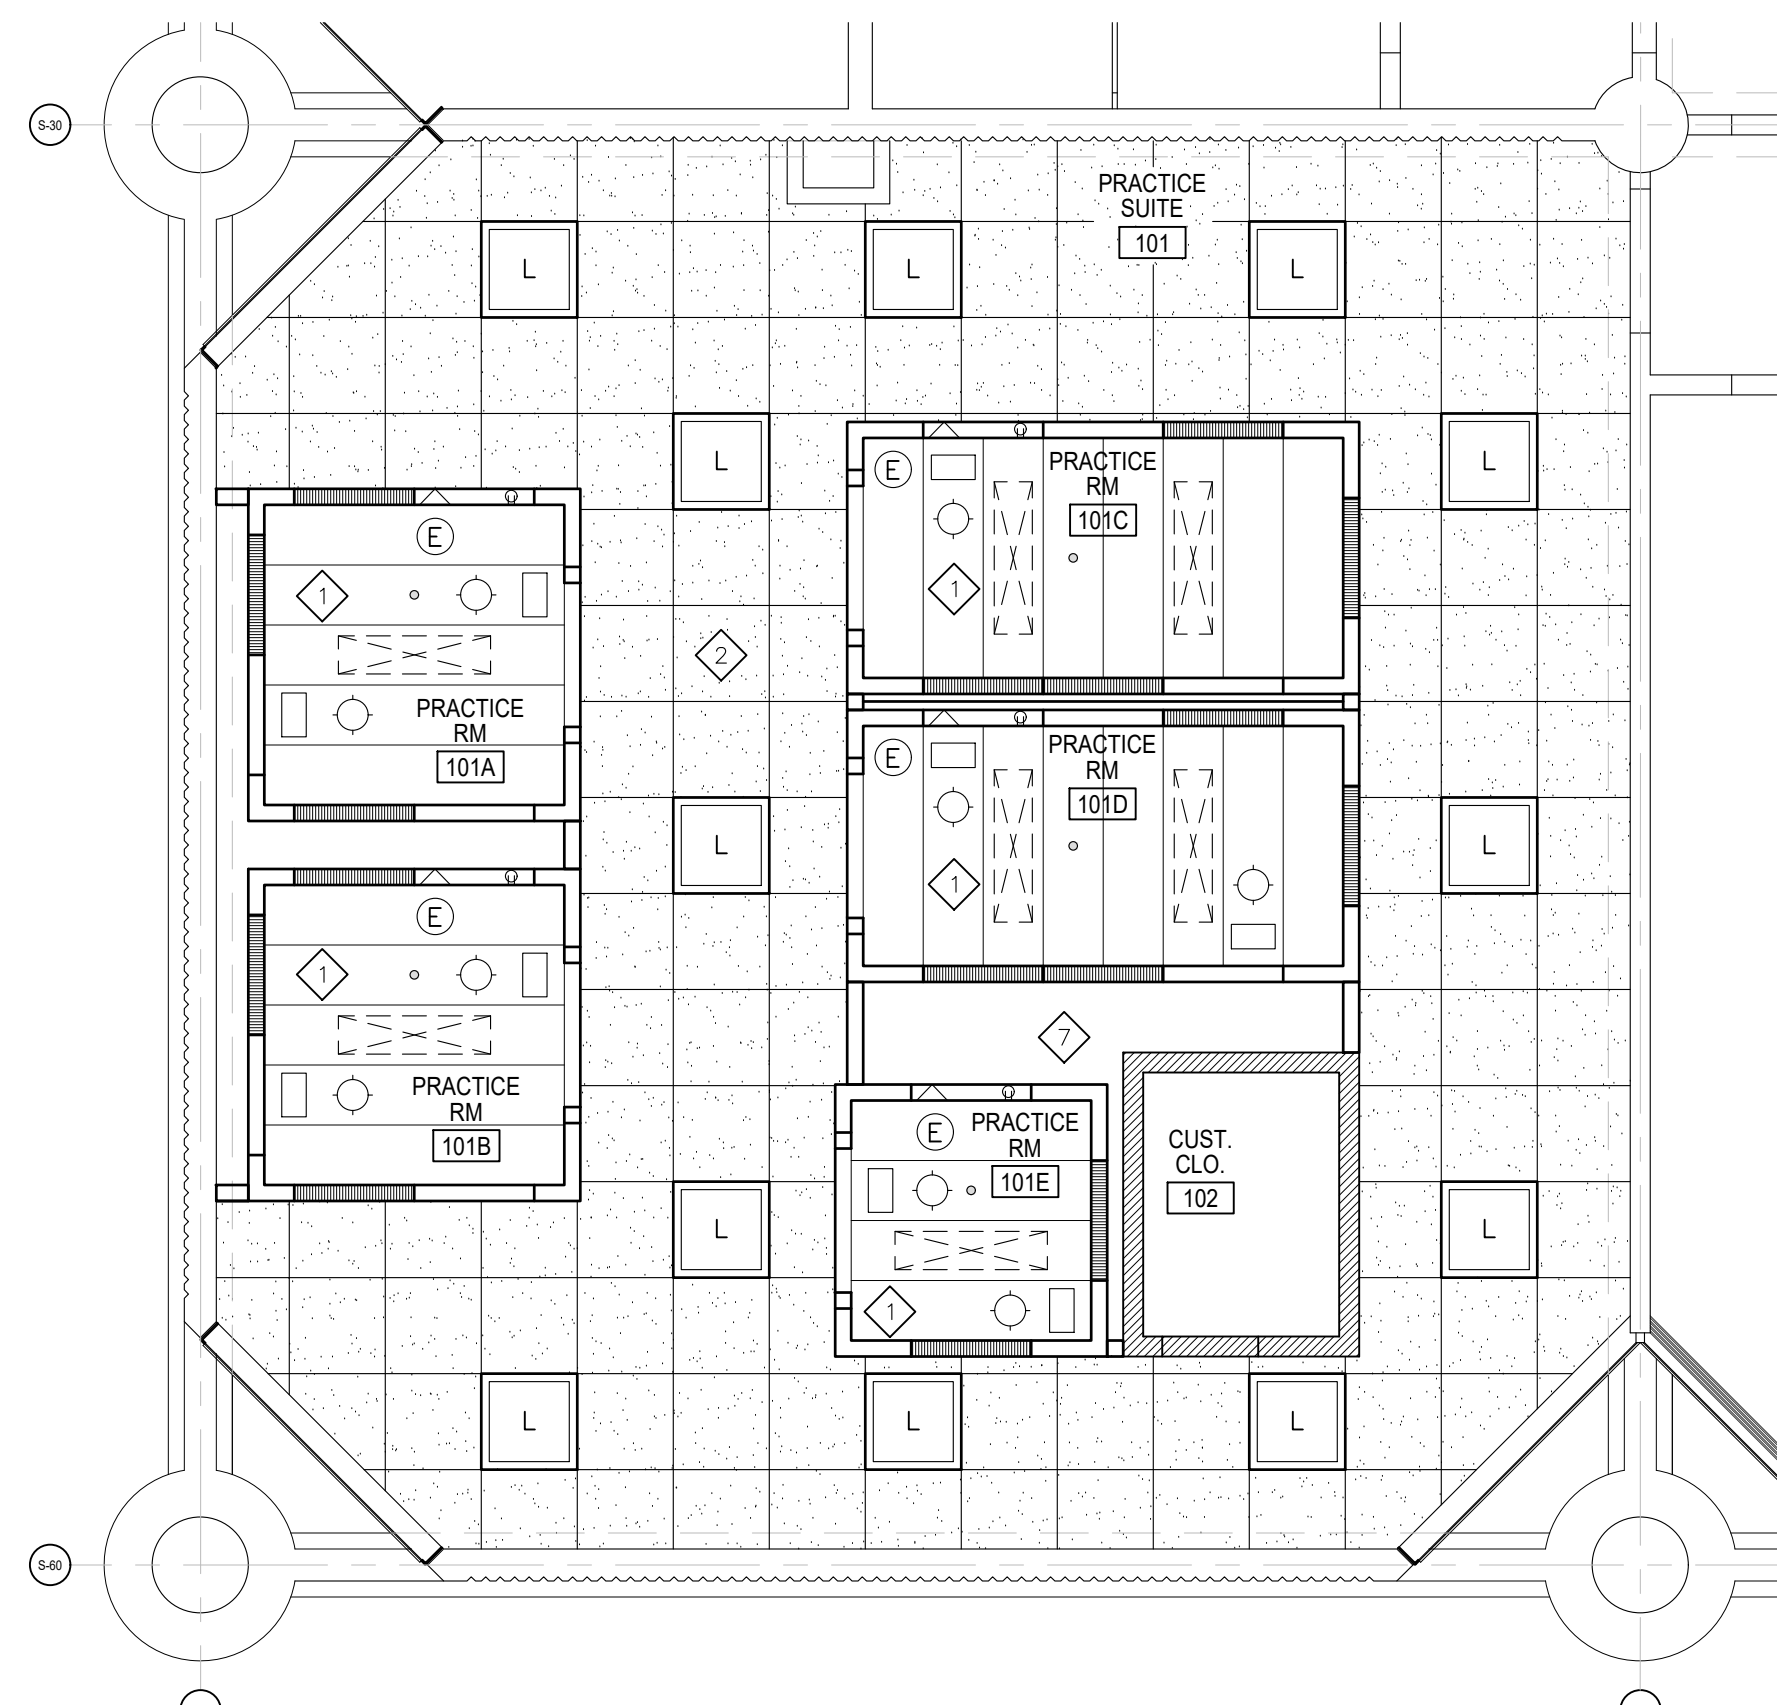 S-30
PRACTICE
SUITE
101
L
L
L
L
L
E
PRACTICE
RM
101C
E
1
1
2
PRACTICE
RM
101A
E
PRACTICE
RM
101D
L
L
1
E
1
7
PRACTICE
RM
101B
E
PRACTICE
RM
101E
CUST.
CLO.
102
L
L
1
L
L
L
S-60